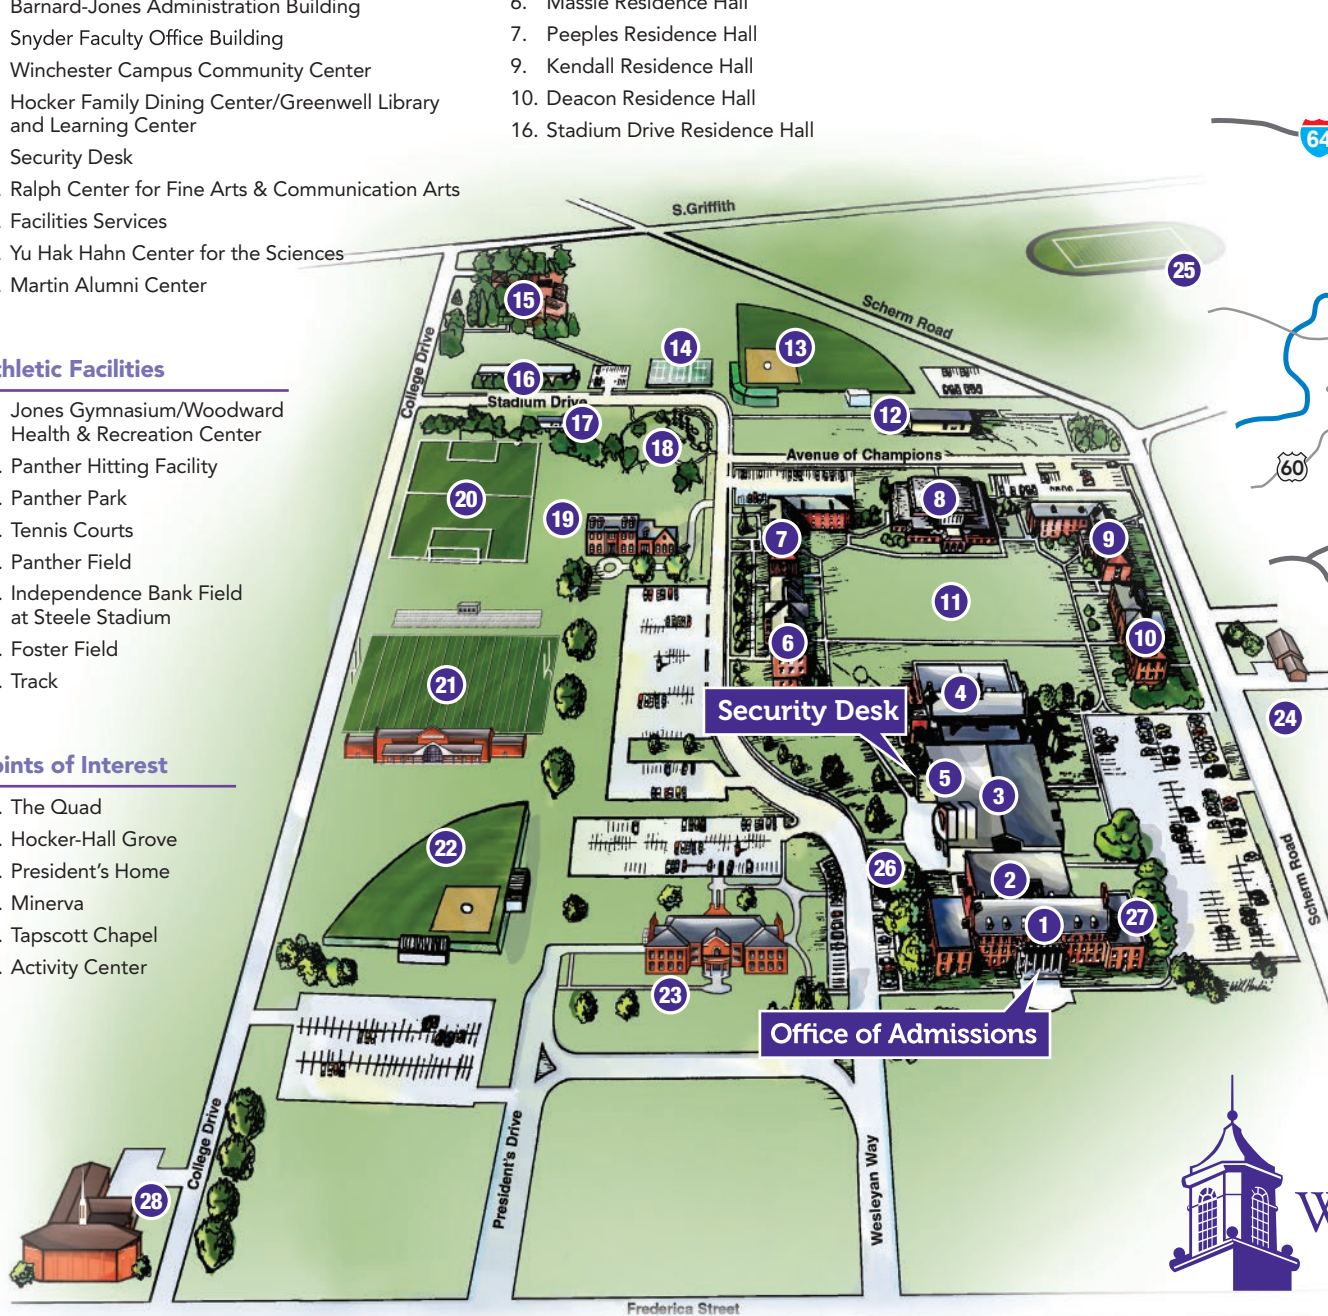 Barnard-Jones Administration Building
Snyder Faculty Office Building
Winchester Campus Community Center
Hocker Family Dining Center/Greenwell Library
and Learning Center
Security Desk
Ralph Center for Fine Arts & Communication Arts
Facilities Services
Yu Hak Hahn Center for the Sciences
Martin Alumni Center
6. Massie Residence Hall
7. Peeples Residence Hall
9. Kendall Residence Hall
10. Deacon Residence Hall
16. Stadium Drive Residence Hall
thletic Facilities
Jones Gymnasium/Woodward
Health & Recreation Center
. Panther Hitting Facility
. Panther Park
. Tennis Courts
. Panther Field
. Independence Bank Field
at Steele Stadium
. Foster Field
. Track
oints of Interest
. The Quad
. Hocker-Hall Grove
. President's Home
. Minerva
. Tapscott Chapel
. Activity Center
64
S.Griffith
25
Scherm Road
15
College Drive
14
13
16
Stadium Drive
12
17
18
Avenue of Champions
60
20
8
19
7
9
11
6
10
21
4
Security Desk
24
5
3
22
26
2
Scherm Road
1
27
23
Office of Admissions
College Drive
President's Drive
Wesleyan Way
28
W
Frederica Street